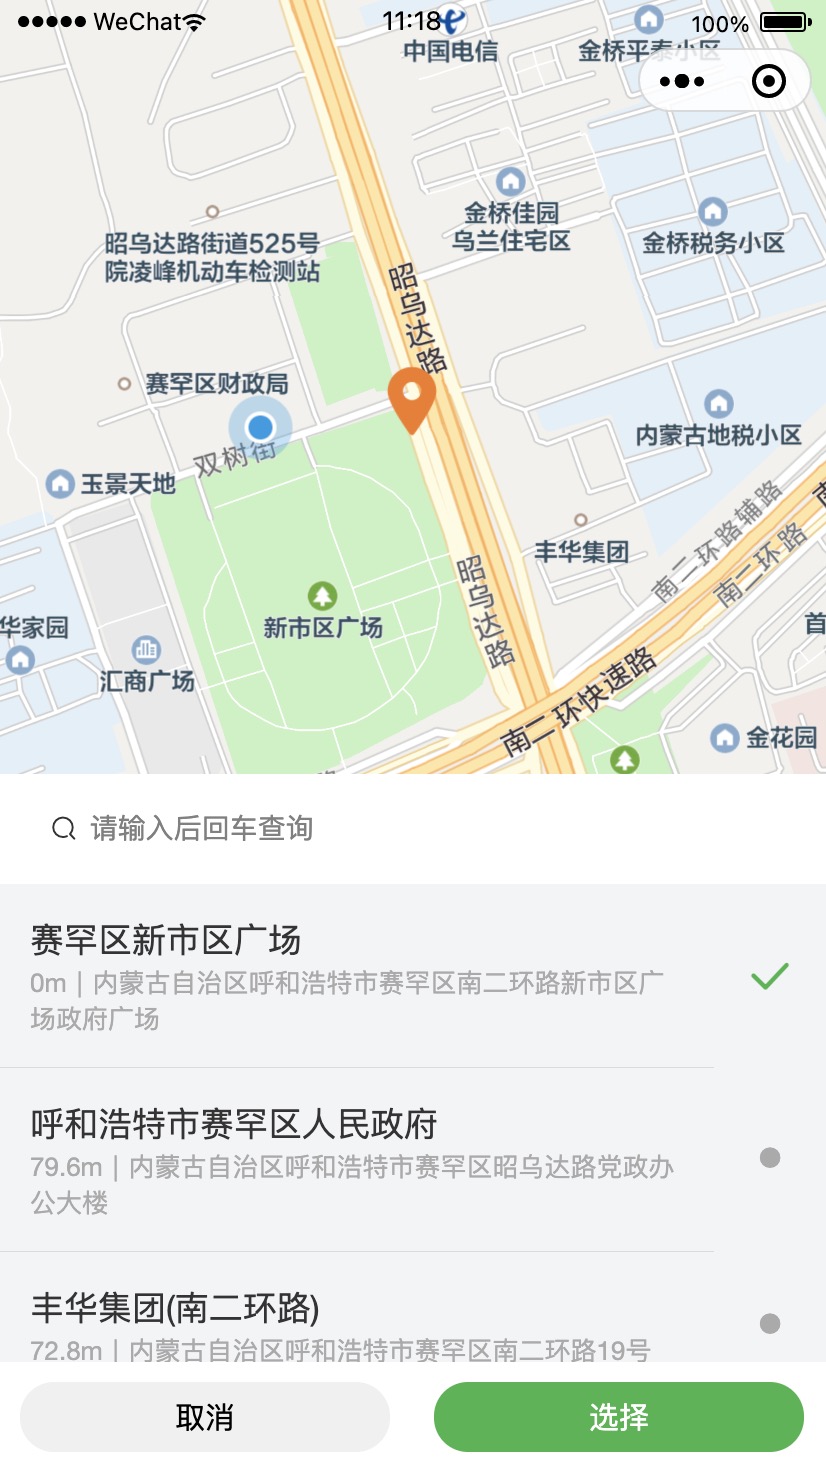 WeChat
11:18
100%
中国电信
金桥平泰小区
金桥佳园
乌兰住宅区
金桥税务小区
昭乌达路街道525号
院凌峰机动车检测站
昭乌达路
赛罕区财政局
内蒙古地税小区
双树街
玉景天地
南二环路辅路
南二环路
丰华集团
昭乌达路
新市区广场
华家园
首
汇商广场
南二环快速路
金花园
请输入后回车查询
赛罕区新市区广场
0m | 内蒙古自治区呼和浩特市赛罕区南二环路新市区广
场政府广场
呼和浩特市赛罕区人民政府
79.6m | 内蒙古自治区呼和浩特市赛罕区昭乌达路党政办
公大楼
丰华集团(南二环路)
72.8m | 内蒙古自治区呼和浩特市赛罕区南二环路19号
取消
选择